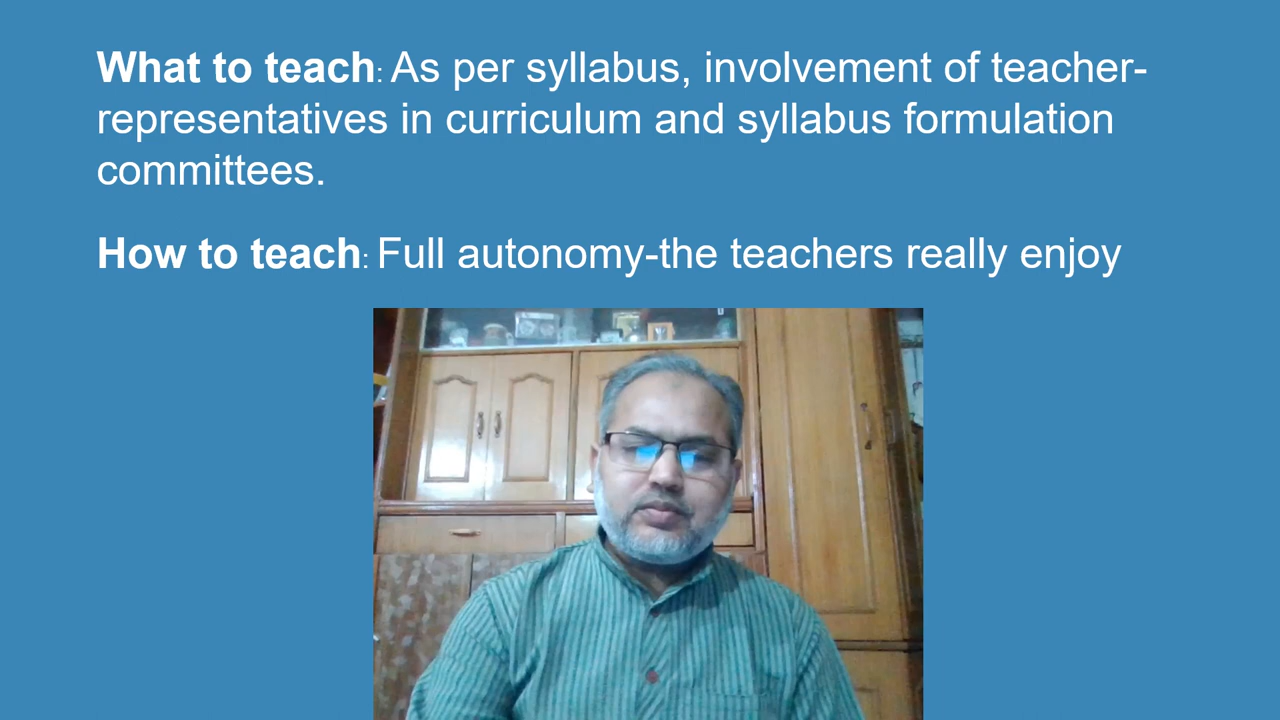 What to teach: As per syllabus, involvement of teacher-
representatives in curriculum and syllabus formulation
committees.
How to teach: Full autonomy-the teachers really enjoy